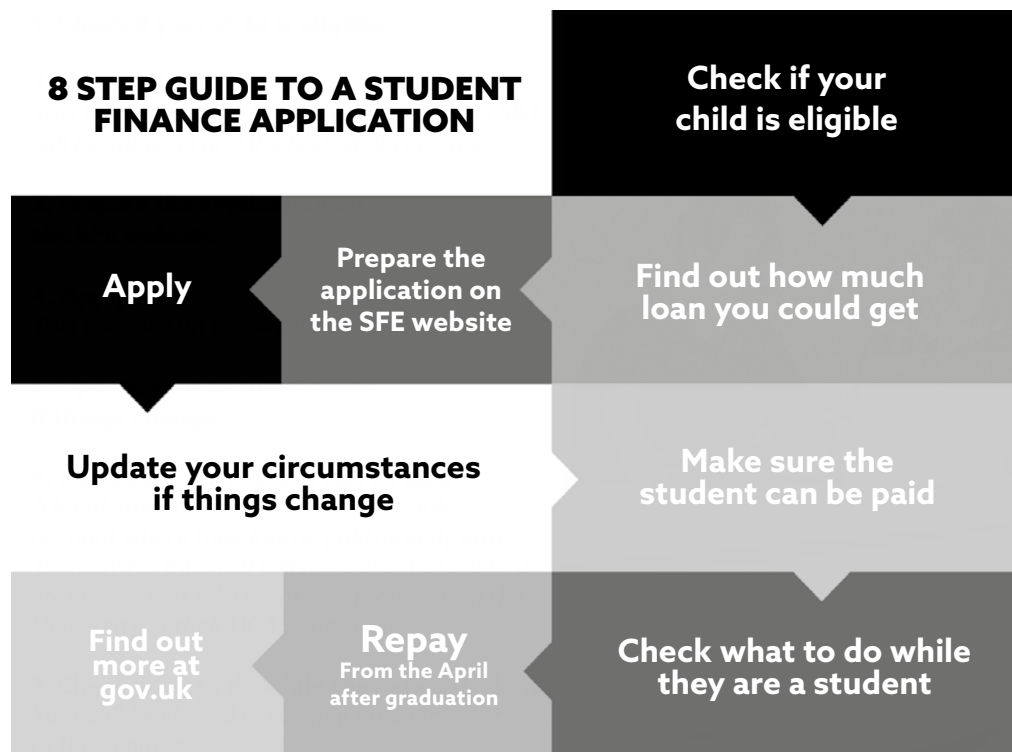 8 STEP GUIDE TO A STUDENT
FINANCE APPLICATION
Check if your
child is eligible
Find out how much
loan you could get
Prepare the
application on
the SFE website
Apply
Update your circumstances
if things change
Make sure the
student can be paid
Check what to do while
they are a student
Repay
From the April
after graduation
Find out
more at
gov.uk